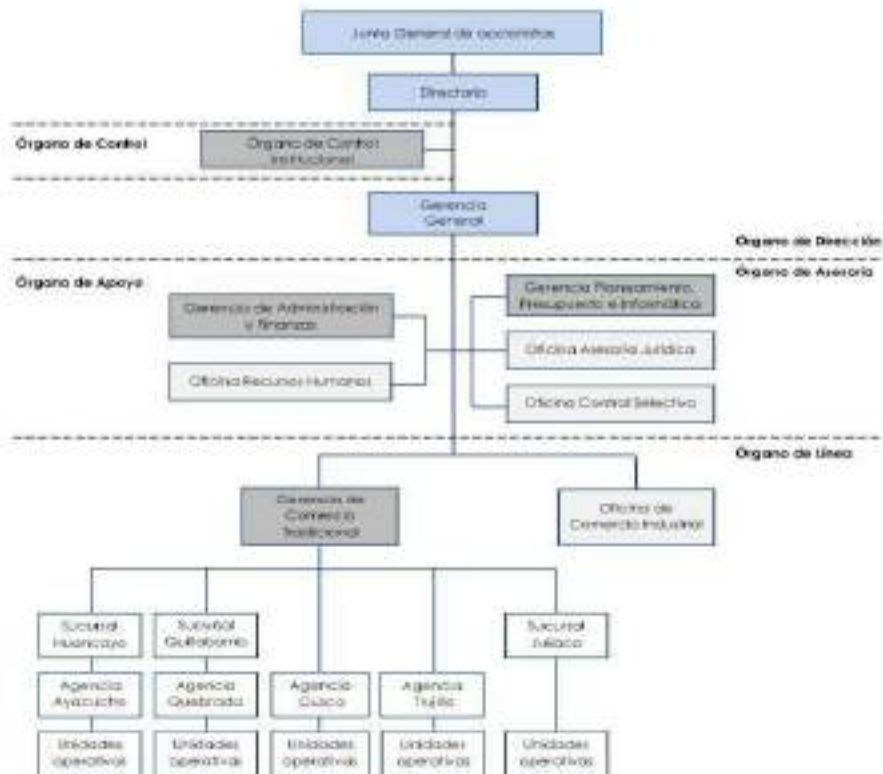 Junta General de accionistas
Directorio
Órgano de Control
Órgano de Control
Institucional
Gerencia
General
Órgano de Dirección
Órgano de Apoyo
Órgano de Asesoría
Gerencia de Administración
y Finanzas
Gerencia Planeamiento,
Presupuesto e Informática
Oficina Asesoría Jurídica
Oficina Recursos Humanos
Oficina Control Selectivo
Órgano de Línea
Gerencia de
Comercio
Tradicional
Oficina de
Comercio Industrial
Sucursal
Huancayo
Sucursal
Quillabamba
Sucursal
Juliaca
Agencia
Ayacucho
Agencia
Quebrada
Agencia
Cusco
Agencia
Trujillo
Unidades
operativas
Unidades
operativas
Unidades
operativas
Unidades
operativas
Unidades
operativas